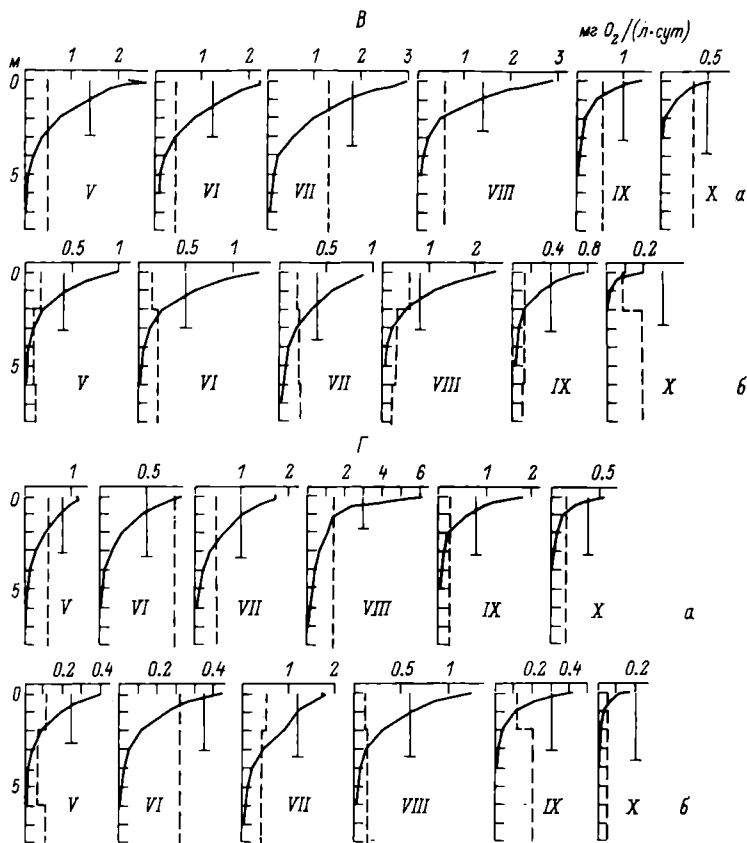 В мг O₂/(л·сут)
м 1 2 1 2 1 2 3 1 2 3 1 0.5
0
5
V VI VII VIII IX X а
0.5 1 0.5 1 0.5 1 1 2 0.4 0.8 0.2
0
5
V VI VII VIII IX X б
Г
1 0.5 1 2 2 4 6 1 2 0.5
0
5
V VI VII VIII IX X а
0.2 0.4 0.2 0.4 1 2 0.5 1 0.2 0.4 0.2
0
5
V VI VII VIII IX X б